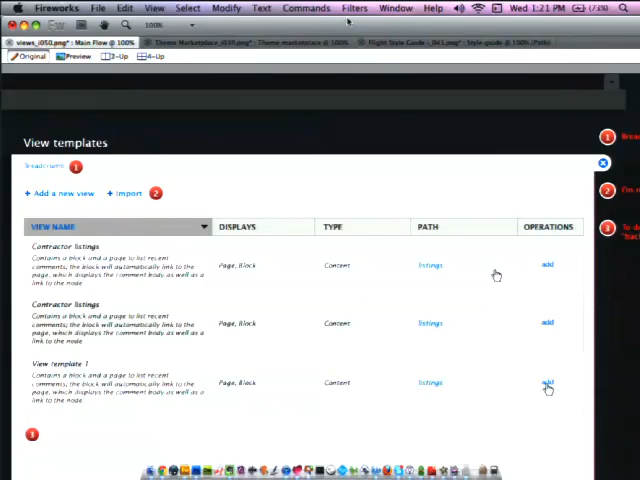 Fireworks File Edit View Select Modify Text Commands Filters Window Help Wed 1:21 PM
Fw 100%
views_i050.png* : Main Flow @ 100% Theme Marketplace_i019.png* : Theme marketplace @ 100%
Original Preview 2-Up 4-Up
View templates
1
Breadcrumb 1
+ Add a new view + Import 2
2 I'm
3 To
VIEW NAME DISPLAYS TYPE PATH OPERATIONS
Contractor listings
Contains a block and a page to list recent
comments; the block will automatically link to the
page, which displays the comment body as well as a
link to the node
Page, Block Content listings add
Contractor listings
Contains a block and a page to list recent
comments; the block will automatically link to the
page, which displays the comment body as well as a
link to the node
Page, Block Content listings add
View template 1
Contains a block and a page to list recent
comments; the block will automatically link to the
page, which displays the comment body as well as a
link to the node
Page, Block Content listings add
3